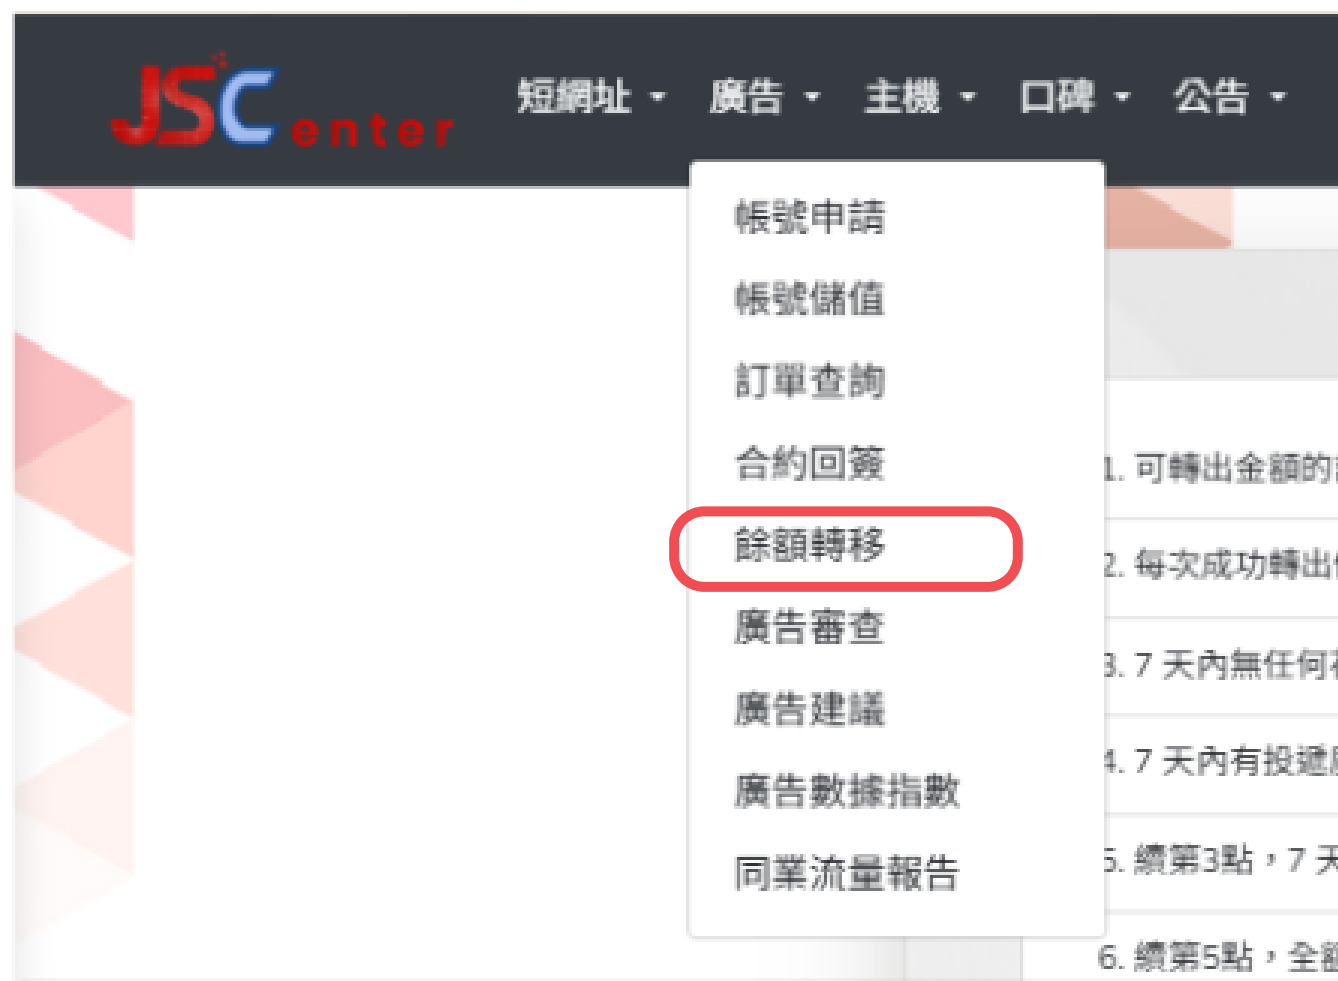 JSCenter
短網址 廣告 主機 口碑 公告
帳號申請
帳號儲值
訂單查詢
合約回簽
餘額轉移
廣告審查
廣告建議
廣告數據指數
同業流量報告
1. 可轉出金額的
2. 每次成功轉出
3. 7 天內無任何
4. 7 天內有投遞
5. 續第3點，7 天
6. 續第5點，全額